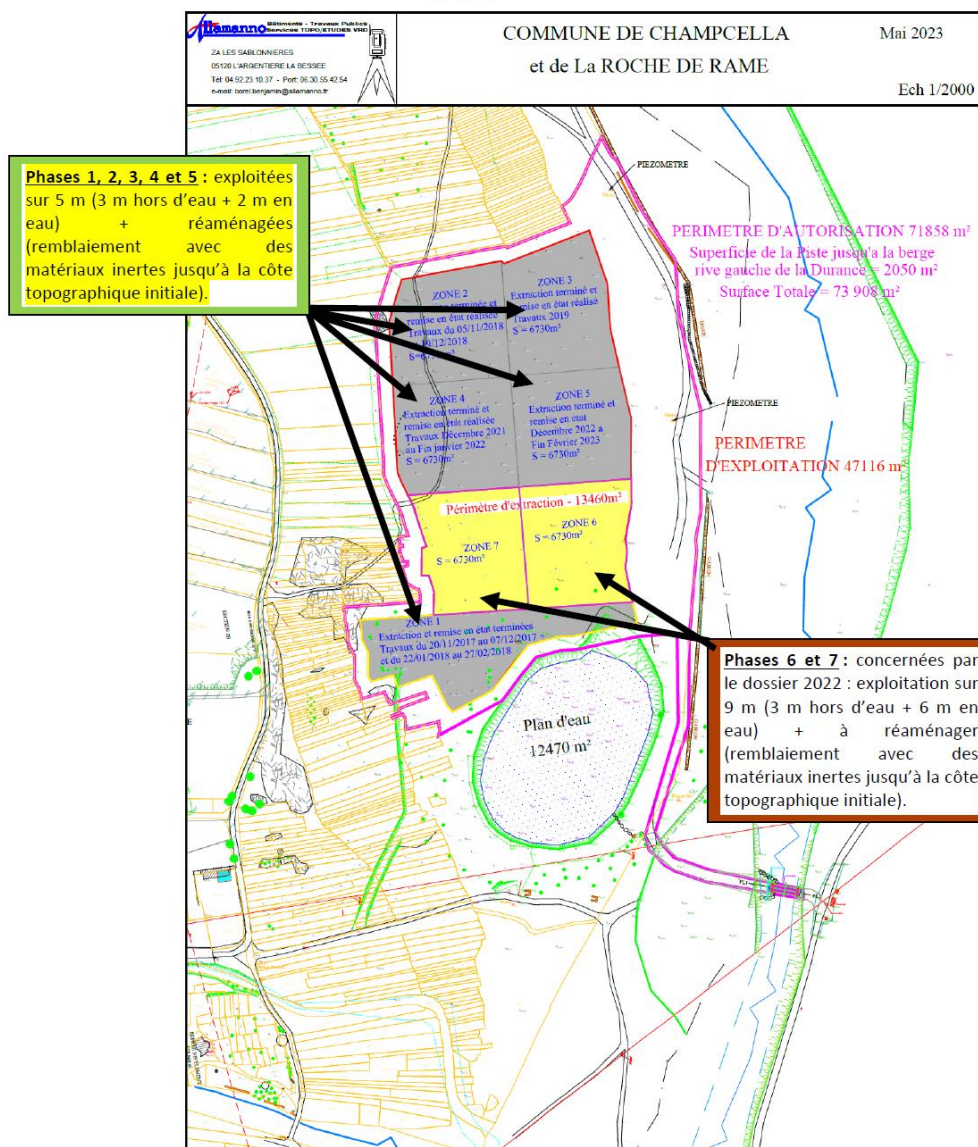 Allamanno
Bâtiments - Travaux Publics
Services TOPO/ETUDES VRD
ZA LES SABLONNIERES
05120 L'ARGENTIERE LA BESSEE
Tél: 04.92.23.10.37 - Port: 06.30.55.42.54
e-mail: borel.benjamin@allamanno.fr
COMMUNE DE CHAMPCELLA
et de La ROCHE DE RAME
Mai 2023
Ech 1/2000
Phases 1, 2, 3, 4 et 5 : exploitées
sur 5 m (3 m hors d'eau + 2 m en
eau) + réaménagées
(remblaiement avec des
matériaux inertes jusqu'à la côte
topographique initiale).
PIEZOMETRE
PERIMETRE D'AUTORISATION 71858 m²
Superficie de la Piste jusqu'a la berge
rive gauche de la Durance = 2050 m²
Surface Totale = 73 908 m²
ZONE 2
Extraction terminée et
remise en état réalisée
Travaux du 05/11/2018
19/12/2018
S=6730m²
ZONE 3
Extraction terminé et
remise en état réalisé
Travaux 2019
S = 6730m²
ZONE 4
Extraction terminé et
remise en état réalisée
Travaux Décembre 2021
au Fin janvier 2022
S = 6730m²
ZONE 5
Extraction terminé et
remise en etat
Décembre 2022 a
Fin Février 2023
S = 6730m²
PIEZOMETRE
PERIMETRE
D'EXPLOITATION 47116 m²
Périmètre d'extraction - 13460m²
ZONE 6
S = 6730m²
ZONE 7
S = 6730m²
ZONE 1
Extraction et remise en état terminées
Travaux du 20/11/2017 au 07/12/2017
et du 22/01/2018 au 27/02/2018
Plan d'eau
12470 m²
Phases 6 et 7 : concernées par
le dossier 2022 : exploitation sur
9 m (3 m hors d'eau + 6 m en
eau) + à réaménager
(remblaiement avec des
matériaux inertes jusqu'à la côte
topographique initiale).